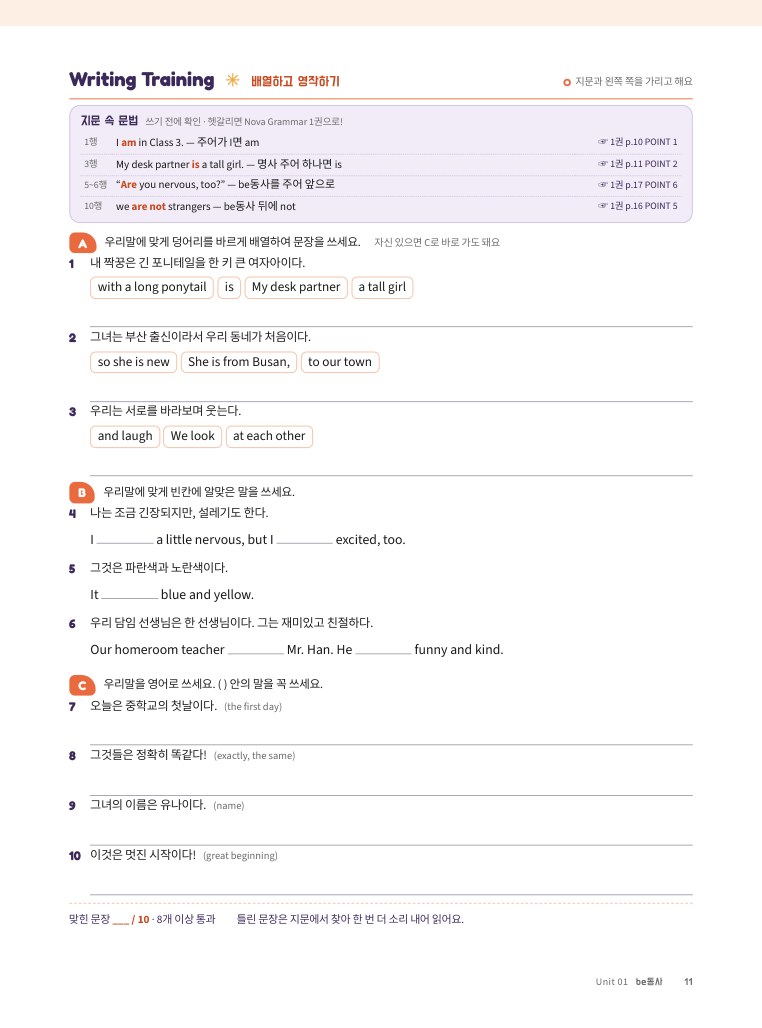 Writing Training ✳ 배열하고 영작하기 지문과 왼쪽 쪽을 가리고 해요
지문 속 문법 쓰기 전에 확인 · 헷갈리면 Nova Grammar 1권으로!
1행 I am in Class 3. — 주어가 I면 am ☞ 1권 p.10 POINT 1
3행 My desk partner is a tall girl. — 명사 주어 하나면 is ☞ 1권 p.11 POINT 2
5-6행 “Are you nervous, too?” — be동사를 주어 앞으로 ☞ 1권 p.17 POINT 6
10행 we are not strangers — be동사 뒤에 not ☞ 1권 p.16 POINT 5
A 우리말에 맞게 덩어리를 바르게 배열하여 문장을 쓰세요. 자신 있으면 C로 바로 가도 돼요
1 내 짝꿍은 긴 포니테일을 한 키 큰 여자아이다.
with a long ponytail is My desk partner a tall girl
2 그녀는 부산 출신이라서 우리 동네가 처음이다.
so she is new She is from Busan, to our town
3 우리는 서로를 바라보며 웃는다.
and laugh We look at each other
B 우리말에 맞게 빈칸에 알맞은 말을 쓰세요.
4 나는 조금 긴장되지만, 설레기도 한다.
I ________ a little nervous, but I ________ excited, too.
5 그것은 파란색과 노란색이다.
It ________ blue and yellow.
6 우리 담임 선생님은 한 선생님이다. 그는 재미있고 친절하다.
Our homeroom teacher ________ Mr. Han. He ________ funny and kind.
C 우리말을 영어로 쓰세요. ( ) 안의 말을 꼭 쓰세요.
7 오늘은 중학교의 첫날이다. (the first day)
8 그것들은 정확히 똑같다! (exactly, the same)
9 그녀의 이름은 유나이다. (name)
10 이것은 멋진 시작이다! (great beginning)
맞힌 문장 ___ / 10 · 8개 이상 통과 틀린 문장은 지문에서 찾아 한 번 더 소리 내어 읽어요.
Unit 01 be동사 11